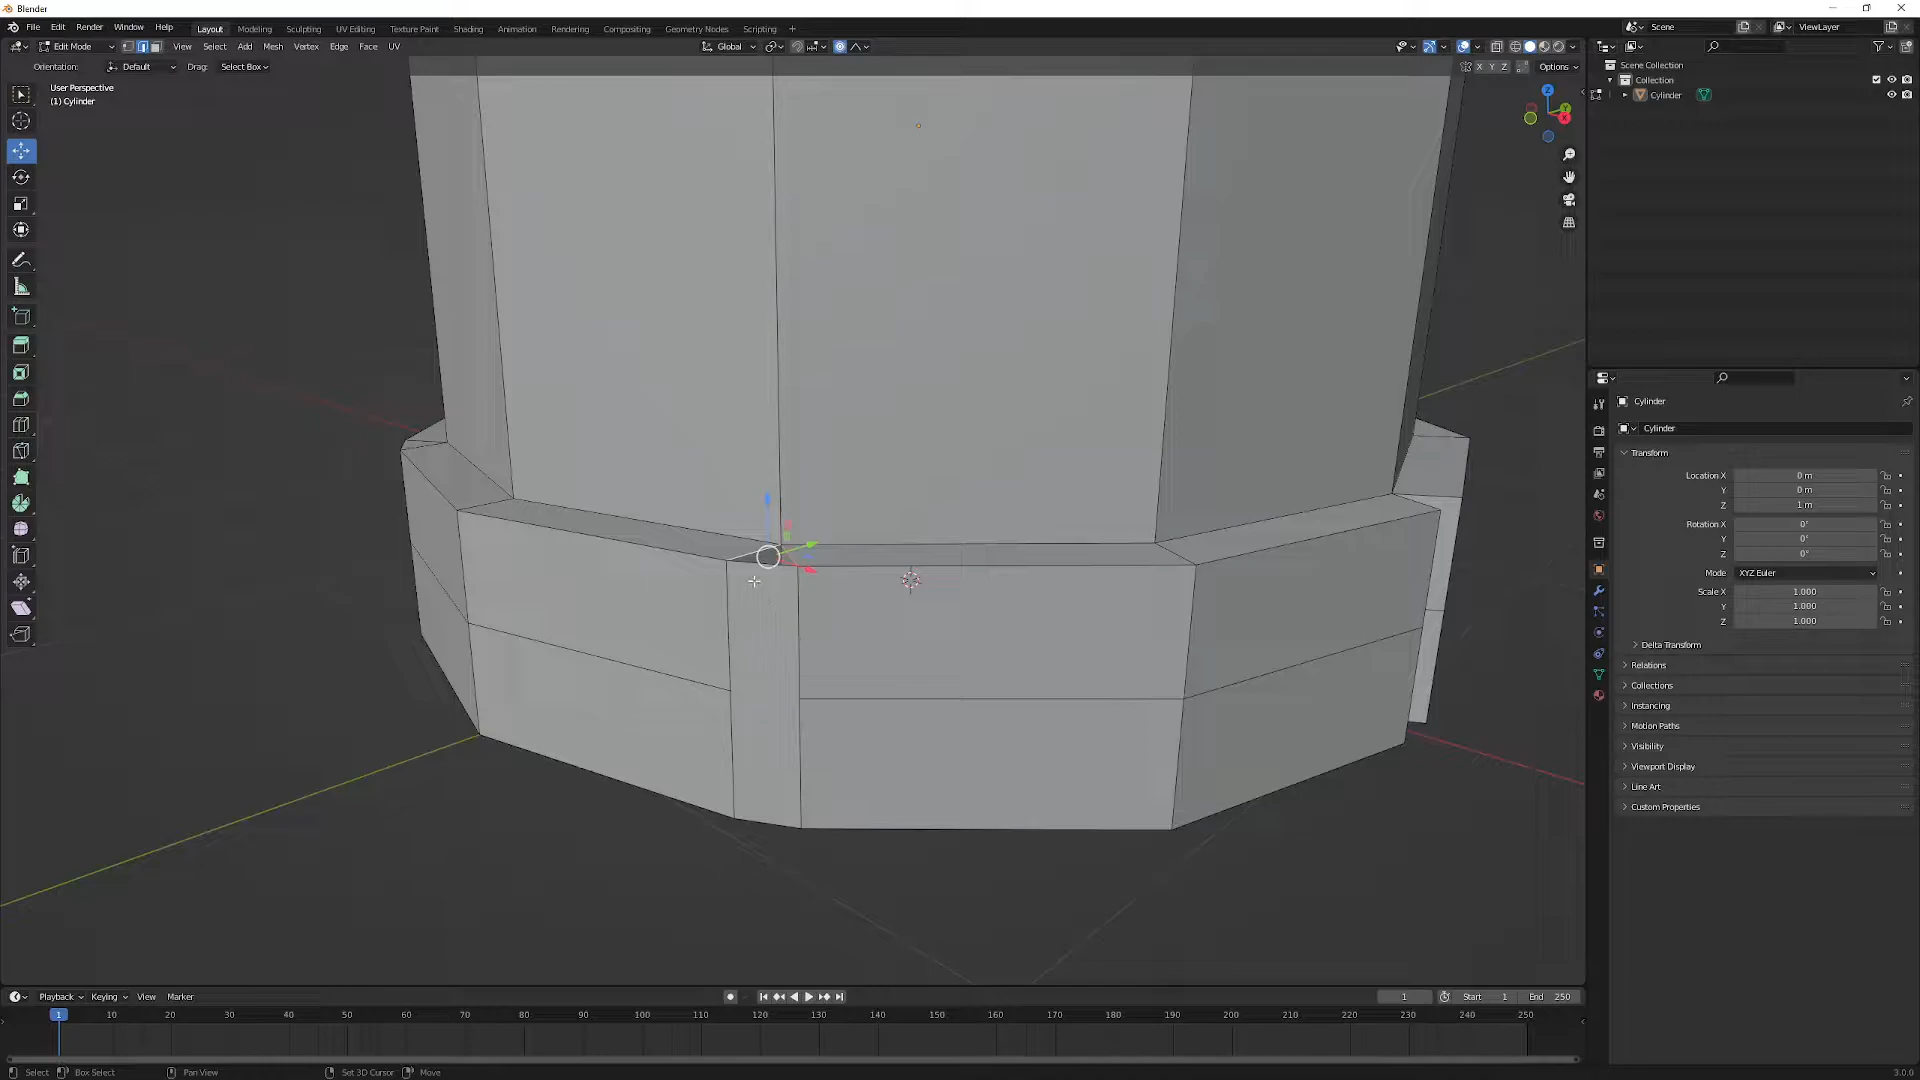 Blender
File Edit Render Window Help
Layout Modeling Sculpting UV Editing Texture Paint Shading Animation Rendering Compositing Geometry Nodes Scripting +
Scene ViewLayer
Edit Mode View Select Add Mesh Vertex Edge Face UV Global
Orientation: Default Drag: Select Box
X Y Z Options
User Perspective
(1) Cylinder
Z
Y
X
Scene Collection
Collection
Cylinder
Cylinder
Cylinder
Transform
Location X 0 m
Y 0 m
Z 1 m
Rotation X 0°
Y 0°
Z 0°
Mode XYZ Euler
Scale X 1.000
Y 1.000
Z 1.000
Delta Transform
Relations
Collections
Instancing
Motion Paths
Visibility
Viewport Display
Line Art
Custom Properties
Playback Keying View Marker
1 Start 1 End 250
1 10 20 30 40 50 60 70 80 90 100 110 120 130 140 150 160 170 180 190 200 210 220 230 240 250
Select Box Select Pan View Set 3D Cursor Move
3.0.0